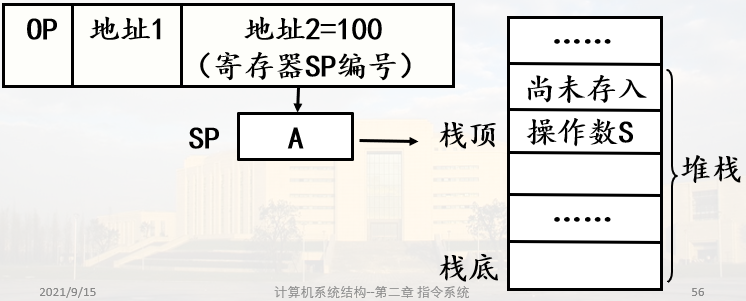 OP
地址1
地址2=100
（寄存器SP编号）
SP
A
栈顶
栈底
……
尚未存入
操作数S
……
堆栈
2021/9/15
计算机系统结构--第二章 指令系统
56